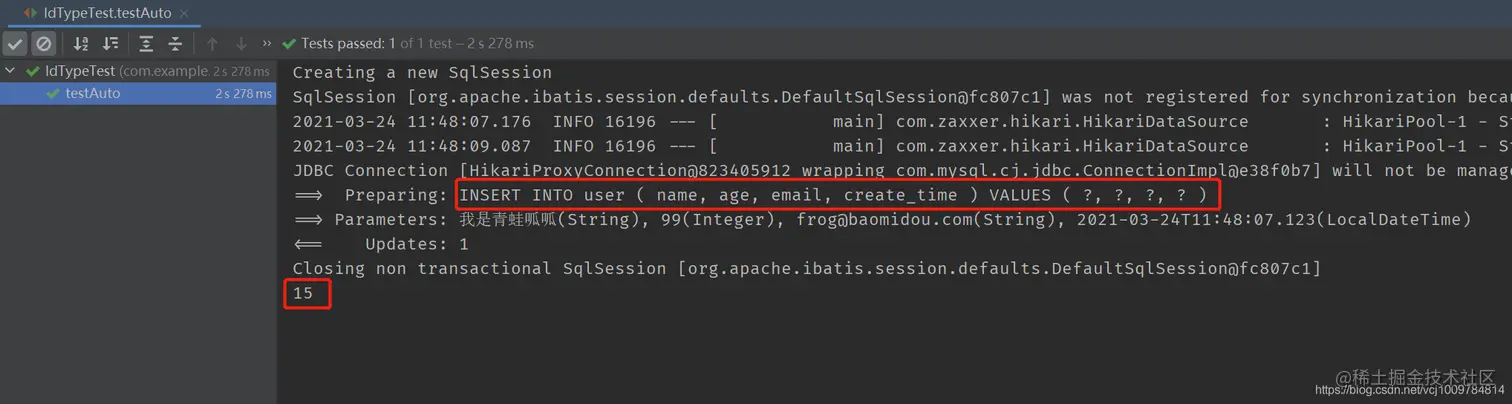 IdTypeTest.testAuto
Tests passed: 1 of 1 test – 2 s 278 ms
IdTypeTest (com.example. 2 s 278 ms
testAuto 2 s 278 ms
Creating a new SqlSession
SqlSession [org.apache.ibatis.session.defaults.DefaultSqlSession@fc807c1] was not registered for synchronization becau
2021-03-24 11:48:07.176  INFO 16196 --- [           main] com.zaxxer.hikari.HikariDataSource       : HikariPool-1 - St
2021-03-24 11:48:09.087  INFO 16196 --- [           main] com.zaxxer.hikari.HikariDataSource       : HikariPool-1 - St
JDBC Connection [HikariProxyConnection@823405912 wrapping com.mysql.cj.jdbc.ConnectionImpl@e38f0b7] will not be manage
==>  Preparing: INSERT INTO user ( name, age, email, create_time ) VALUES ( ?, ?, ?, ? )
==> Parameters: 我是青蛙呱呱(String), 99(Integer), frog@baomidou.com(String), 2021-03-24T11:48:07.123(LocalDateTime)
<==    Updates: 1
Closing non transactional SqlSession [org.apache.ibatis.session.defaults.DefaultSqlSession@fc807c1]
15
@稀土掘金技术社区
https://blog.csdn.net/vcj1009784814